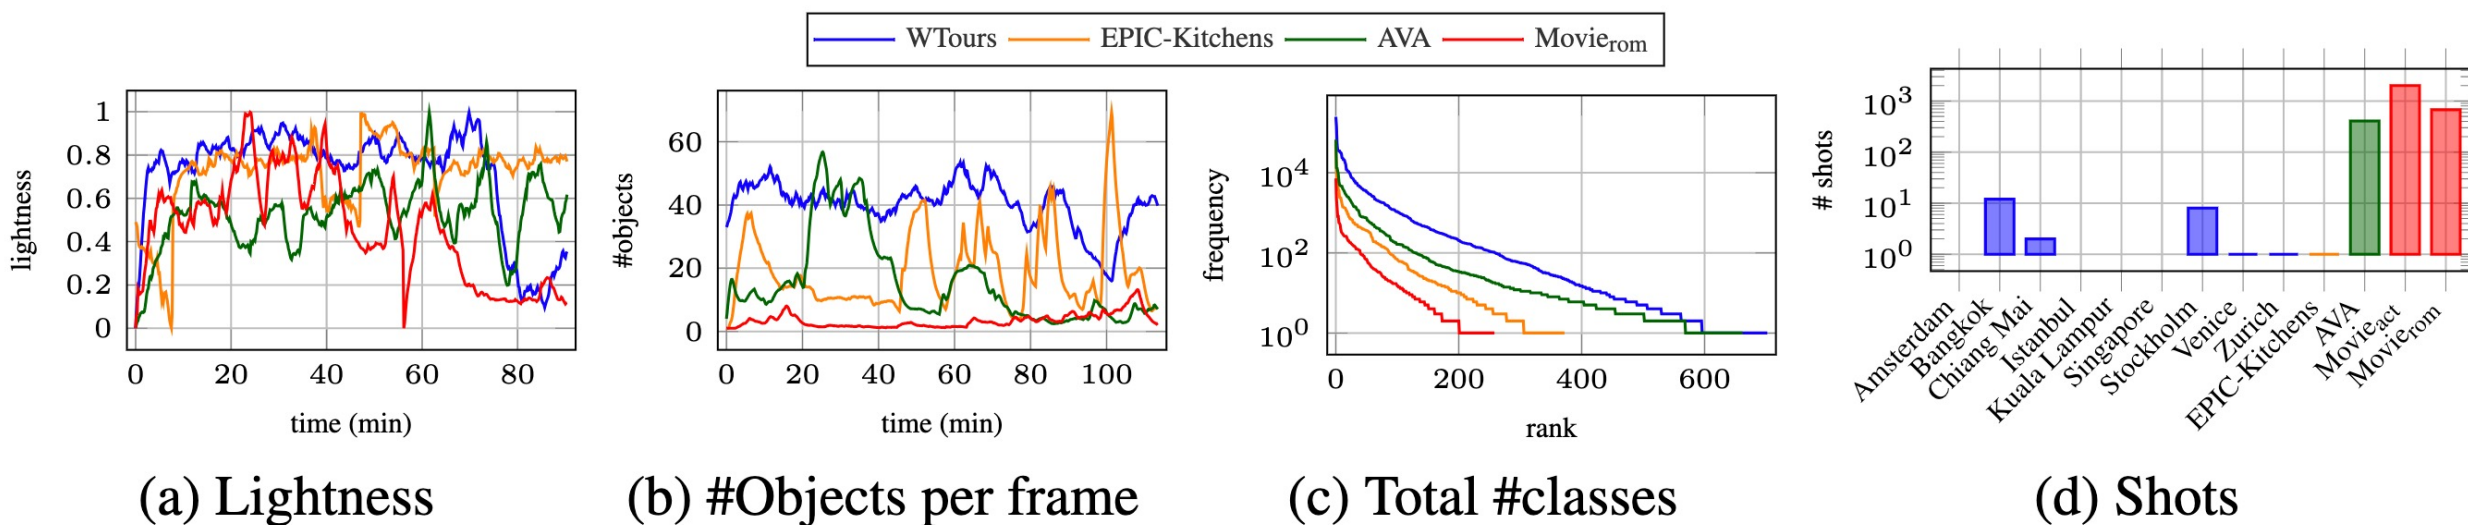 WTours EPIC-Kitchens AVA Movierom
lightness
1
0.8
0.6
0.4
0.2
0
0 20 40 60 80
time (min)
(a) Lightness
#objects
60
40
20
0
0 20 40 60 80 100
time (min)
(b) #Objects per frame
frequency
10^4
10^2
10^0
0 200 400 600
rank
(c) Total #classes
# shots
10^3
10^2
10^1
10^0
Amsterdam
Bangkok
Chiang Mai
Istanbul
Kuala Lampur
Singapore
Stockholm
Venice
Zurich
EPIC-Kitchens
AVA
Movieact
Movierom
(d) Shots